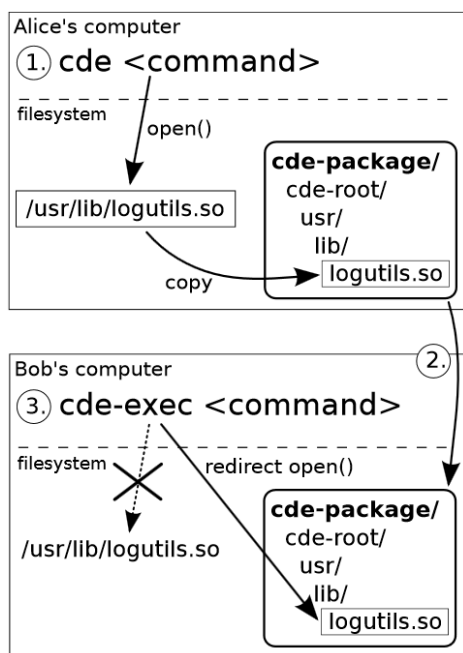 Alice's computer
1. cde <command>
filesystem
open()
/usr/lib/logutils.so
copy
cde-package/
cde-root/
usr/
lib/
logutils.so
2.
Bob's computer
3. cde-exec <command>
filesystem
redirect open()
/usr/lib/logutils.so
cde-package/
cde-root/
usr/
lib/
logutils.so